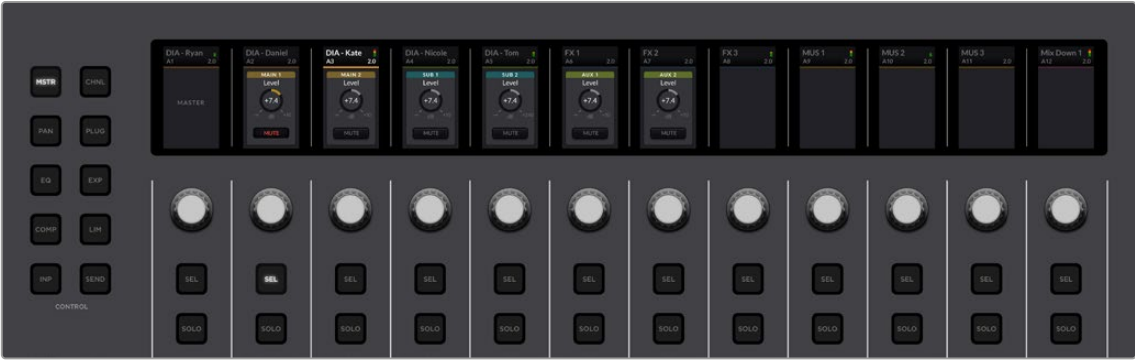 DIA - Ryan DIA - Daniel DIA - Kate DIA - Nicole DIA - Tom FX 1 FX 2 FX 3 MUS 1 MUS 2 MUS 3 Mix Down 1
A1 2.0 A2 2.0 A3 2.0 A4 2.0 A5 2.0 A6 2.0 A7 2.0 A8 2.0 A9 2.0 A10 2.0 A11 2.0 A12 2.0
MAIN 1 MAIN 2 SUB 1 SUB 2 AUX 1 AUX 2
Level Level Level Level Level Level
MASTER +7.4 +7.4 +7.4 +7.4 +7.4 +7.4
dB dB dB dB dB dB
MUTE MUTE MUTE MUTE MUTE MUTE
MSTR CHNL
PAN PLUG
EQ EXP
COMP LIM
INP SEND
CONTROL
SEL SEL SEL SEL SEL SEL SEL SEL SEL SEL SEL SEL
SOLO SOLO SOLO SOLO SOLO SOLO SOLO SOLO SOLO SOLO SOLO SOLO